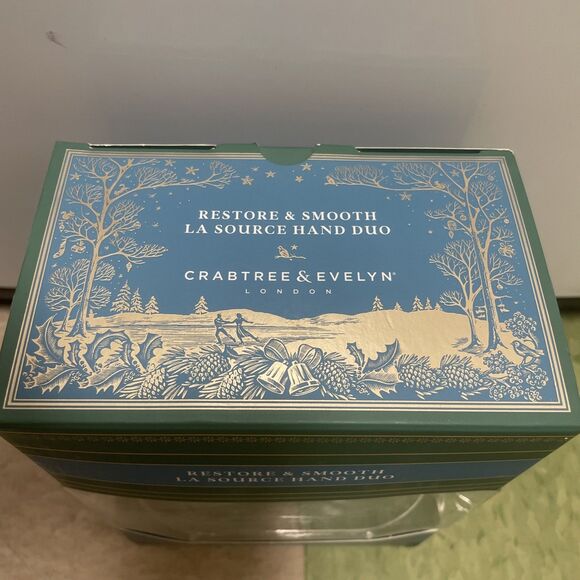 RESTORE & SMOOTH
LA SOURCE HAND DUO
CRABTREE & EVELYN®
LONDON
RESTORE & SMOOTH
LA SOURCE HAND DUO